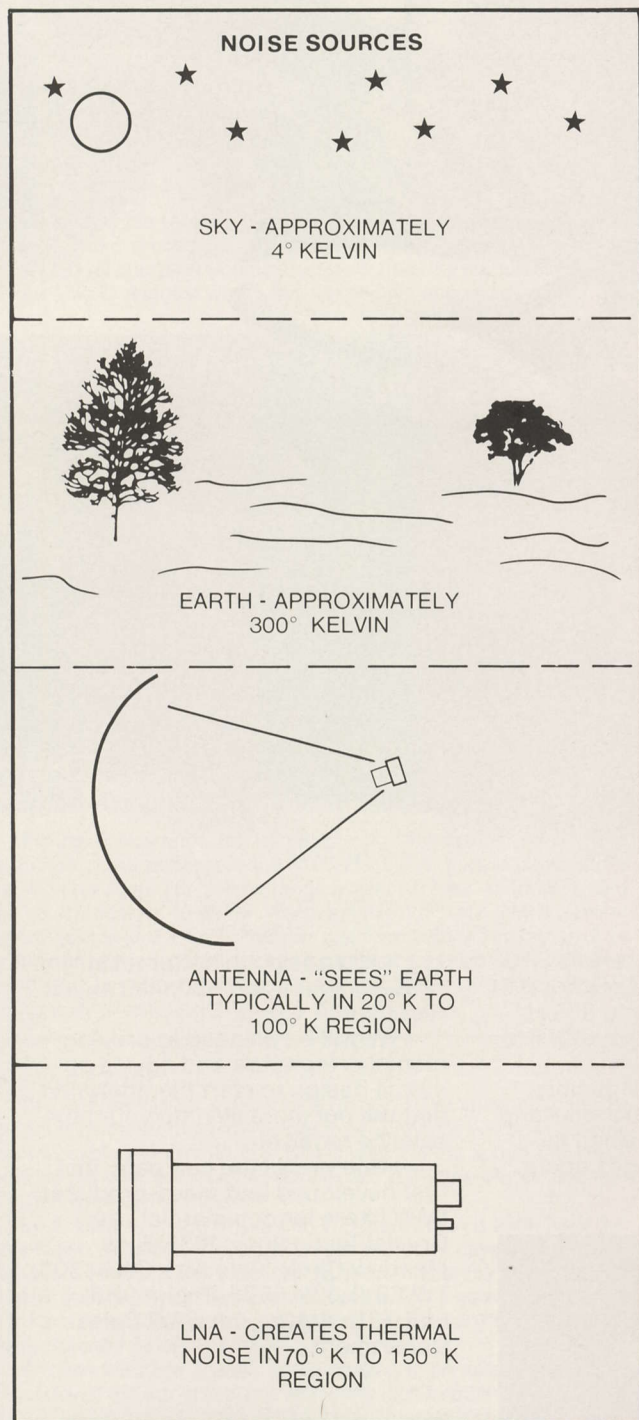 NOISE SOURCES
SKY - APPROXIMATELY
4° KELVIN
EARTH - APPROXIMATELY
300° KELVIN
ANTENNA - “SEES” EARTH
TYPICALLY IN 20° K TO
100° K REGION
LNA - CREATES THERMAL
NOISE IN 70 ° K TO 150° K
REGION